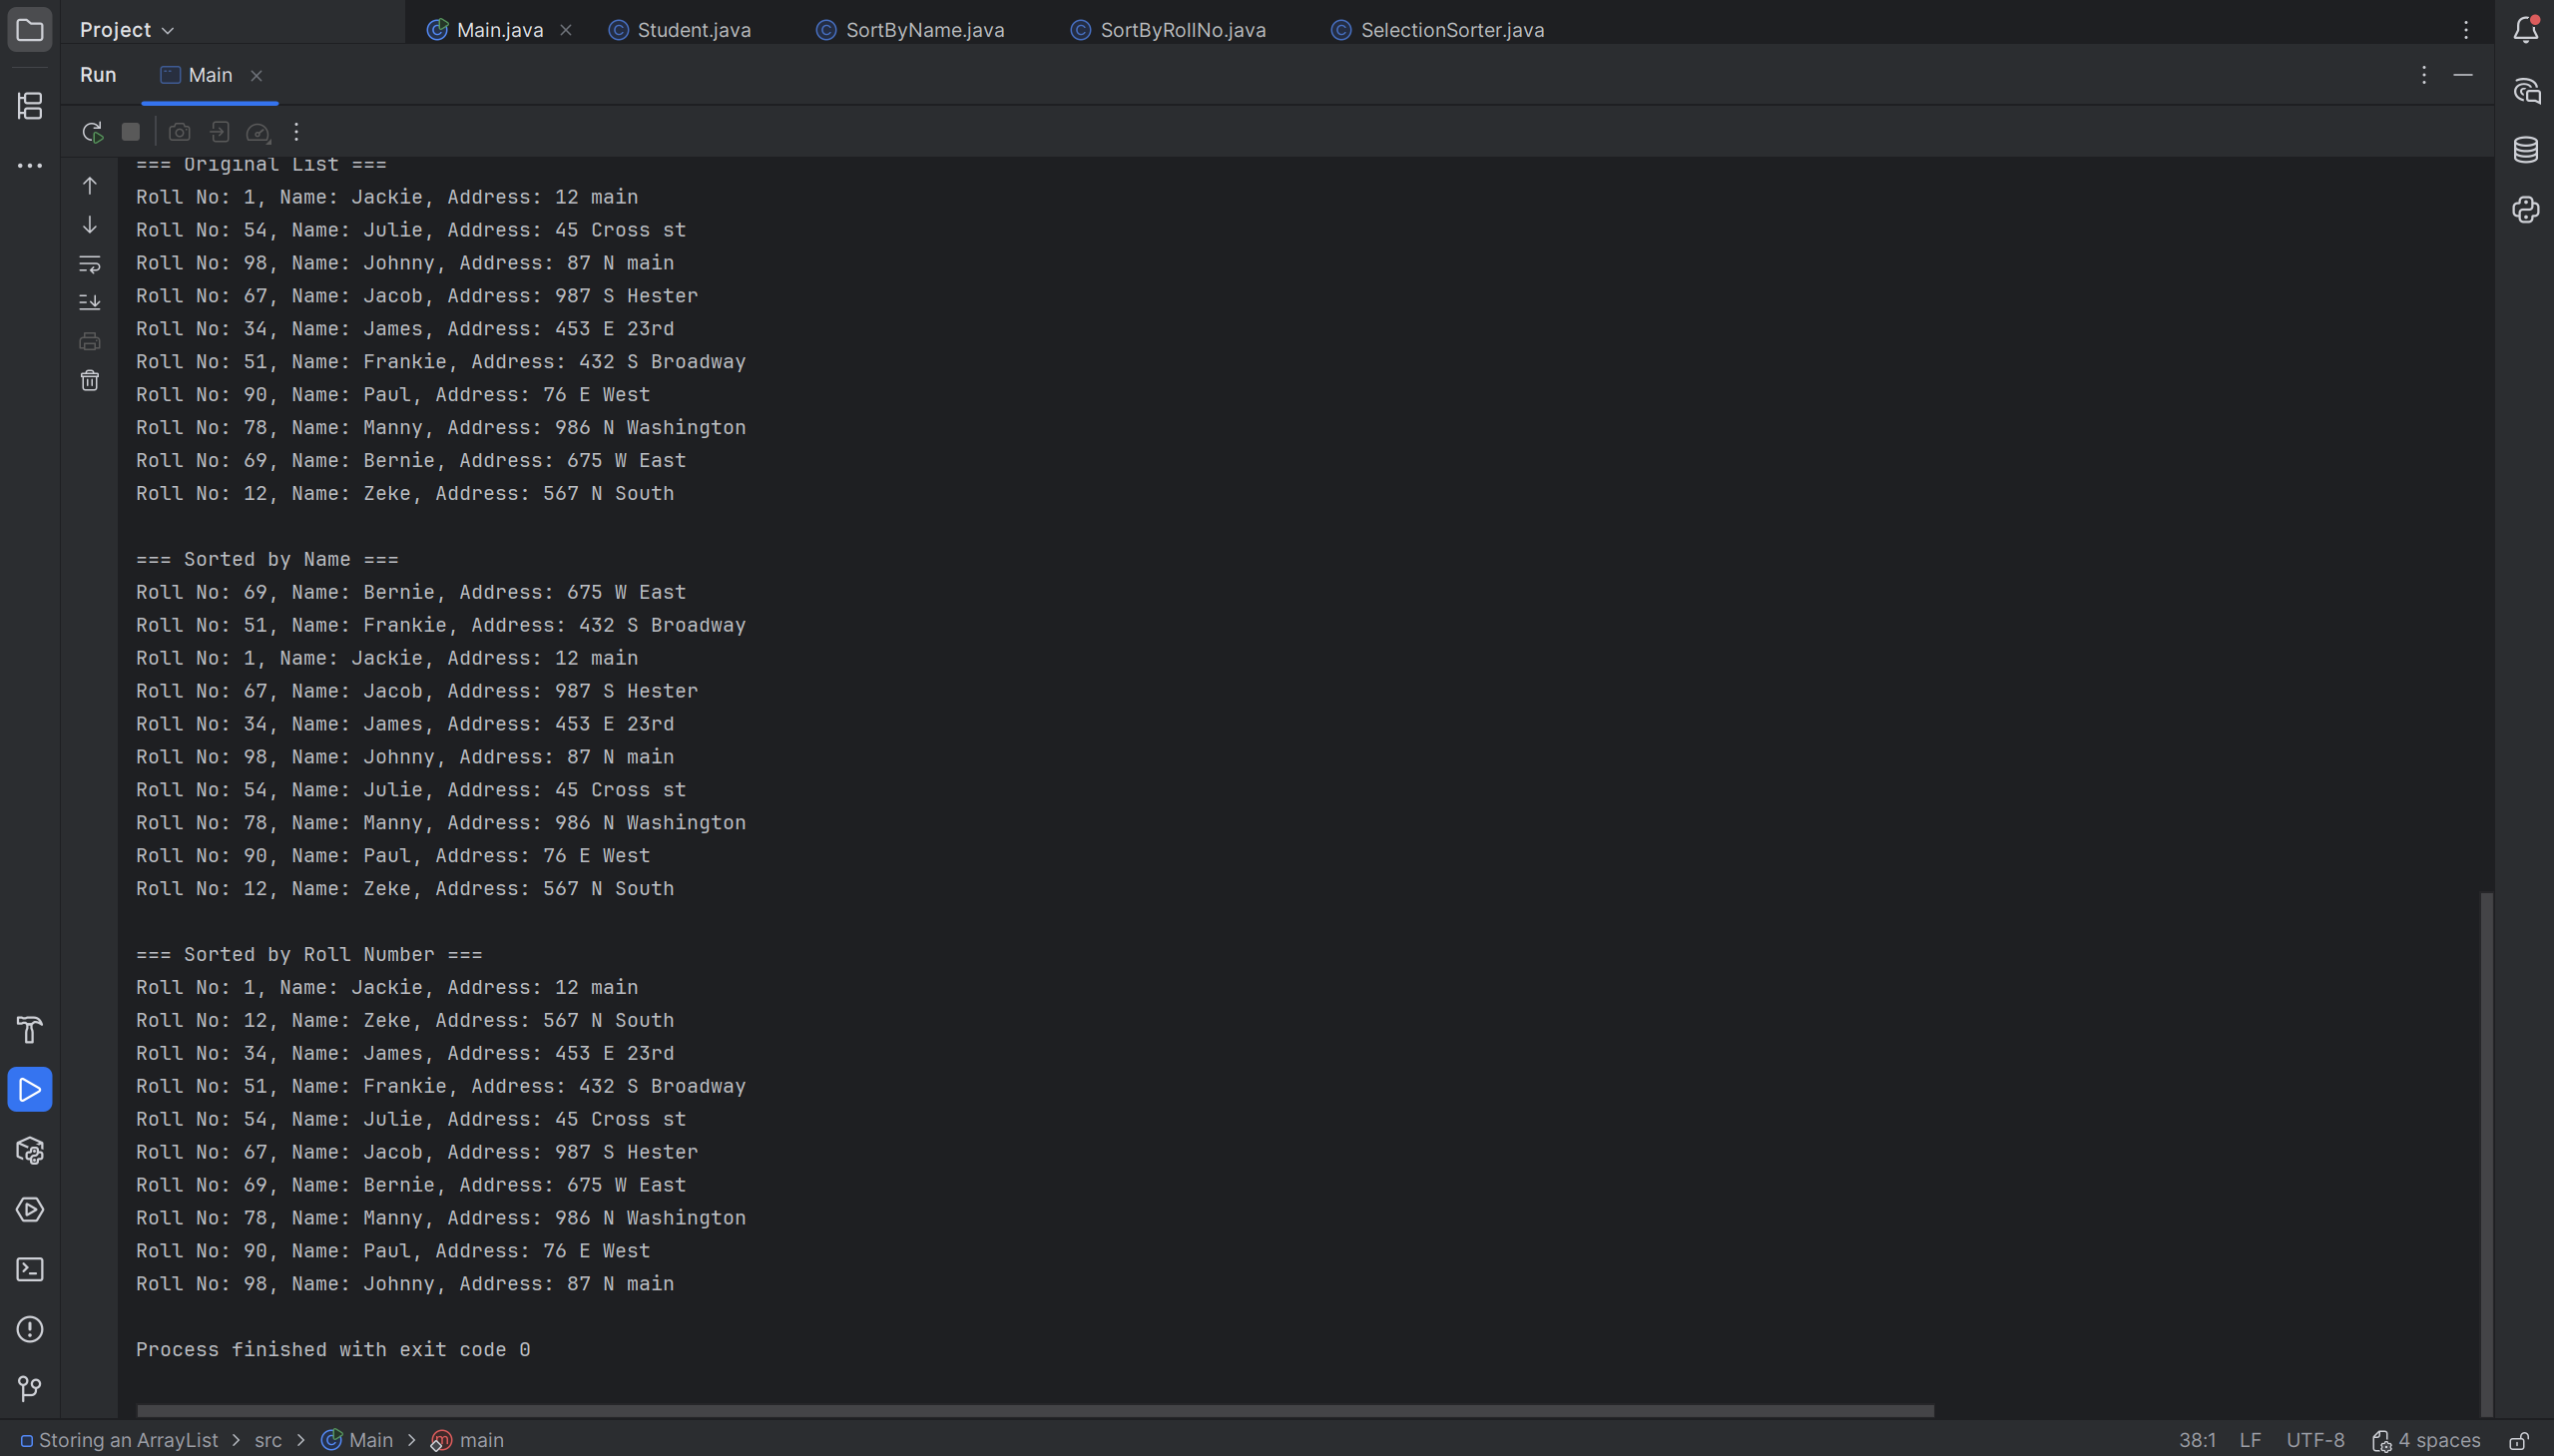 Project
Main.java
Student.java
SortByName.java
SortByRollNo.java
SelectionSorter.java
Run
Main
=== Original List ===
Roll No: 1, Name: Jackie, Address: 12 main
Roll No: 54, Name: Julie, Address: 45 Cross st
Roll No: 98, Name: Johnny, Address: 87 N main
Roll No: 67, Name: Jacob, Address: 987 S Hester
Roll No: 34, Name: James, Address: 453 E 23rd
Roll No: 51, Name: Frankie, Address: 432 S Broadway
Roll No: 90, Name: Paul, Address: 76 E West
Roll No: 78, Name: Manny, Address: 986 N Washington
Roll No: 69, Name: Bernie, Address: 675 W East
Roll No: 12, Name: Zeke, Address: 567 N South
=== Sorted by Name ===
Roll No: 69, Name: Bernie, Address: 675 W East
Roll No: 51, Name: Frankie, Address: 432 S Broadway
Roll No: 1, Name: Jackie, Address: 12 main
Roll No: 67, Name: Jacob, Address: 987 S Hester
Roll No: 34, Name: James, Address: 453 E 23rd
Roll No: 98, Name: Johnny, Address: 87 N main
Roll No: 54, Name: Julie, Address: 45 Cross st
Roll No: 78, Name: Manny, Address: 986 N Washington
Roll No: 90, Name: Paul, Address: 76 E West
Roll No: 12, Name: Zeke, Address: 567 N South
=== Sorted by Roll Number ===
Roll No: 1, Name: Jackie, Address: 12 main
Roll No: 12, Name: Zeke, Address: 567 N South
Roll No: 34, Name: James, Address: 453 E 23rd
Roll No: 51, Name: Frankie, Address: 432 S Broadway
Roll No: 54, Name: Julie, Address: 45 Cross st
Roll No: 67, Name: Jacob, Address: 987 S Hester
Roll No: 69, Name: Bernie, Address: 675 W East
Roll No: 78, Name: Manny, Address: 986 N Washington
Roll No: 90, Name: Paul, Address: 76 E West
Roll No: 98, Name: Johnny, Address: 87 N main
Process finished with exit code 0
Storing an ArrayList > src > Main > main
38:1 LF UTF-8 4 spaces